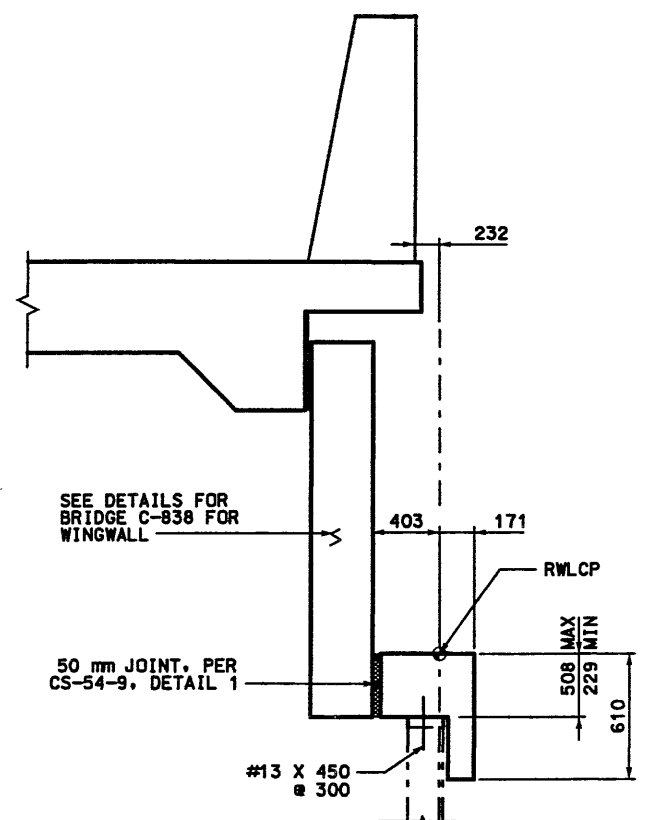 232
SEE DETAILS FOR
BRIDGE C-838 FOR
WINGWALL
403
171
RWLCP
50 mm JOINT, PER
CS-54-9, DETAIL 1
508 MAX
229 MIN
610
#13 X 450
@ 300